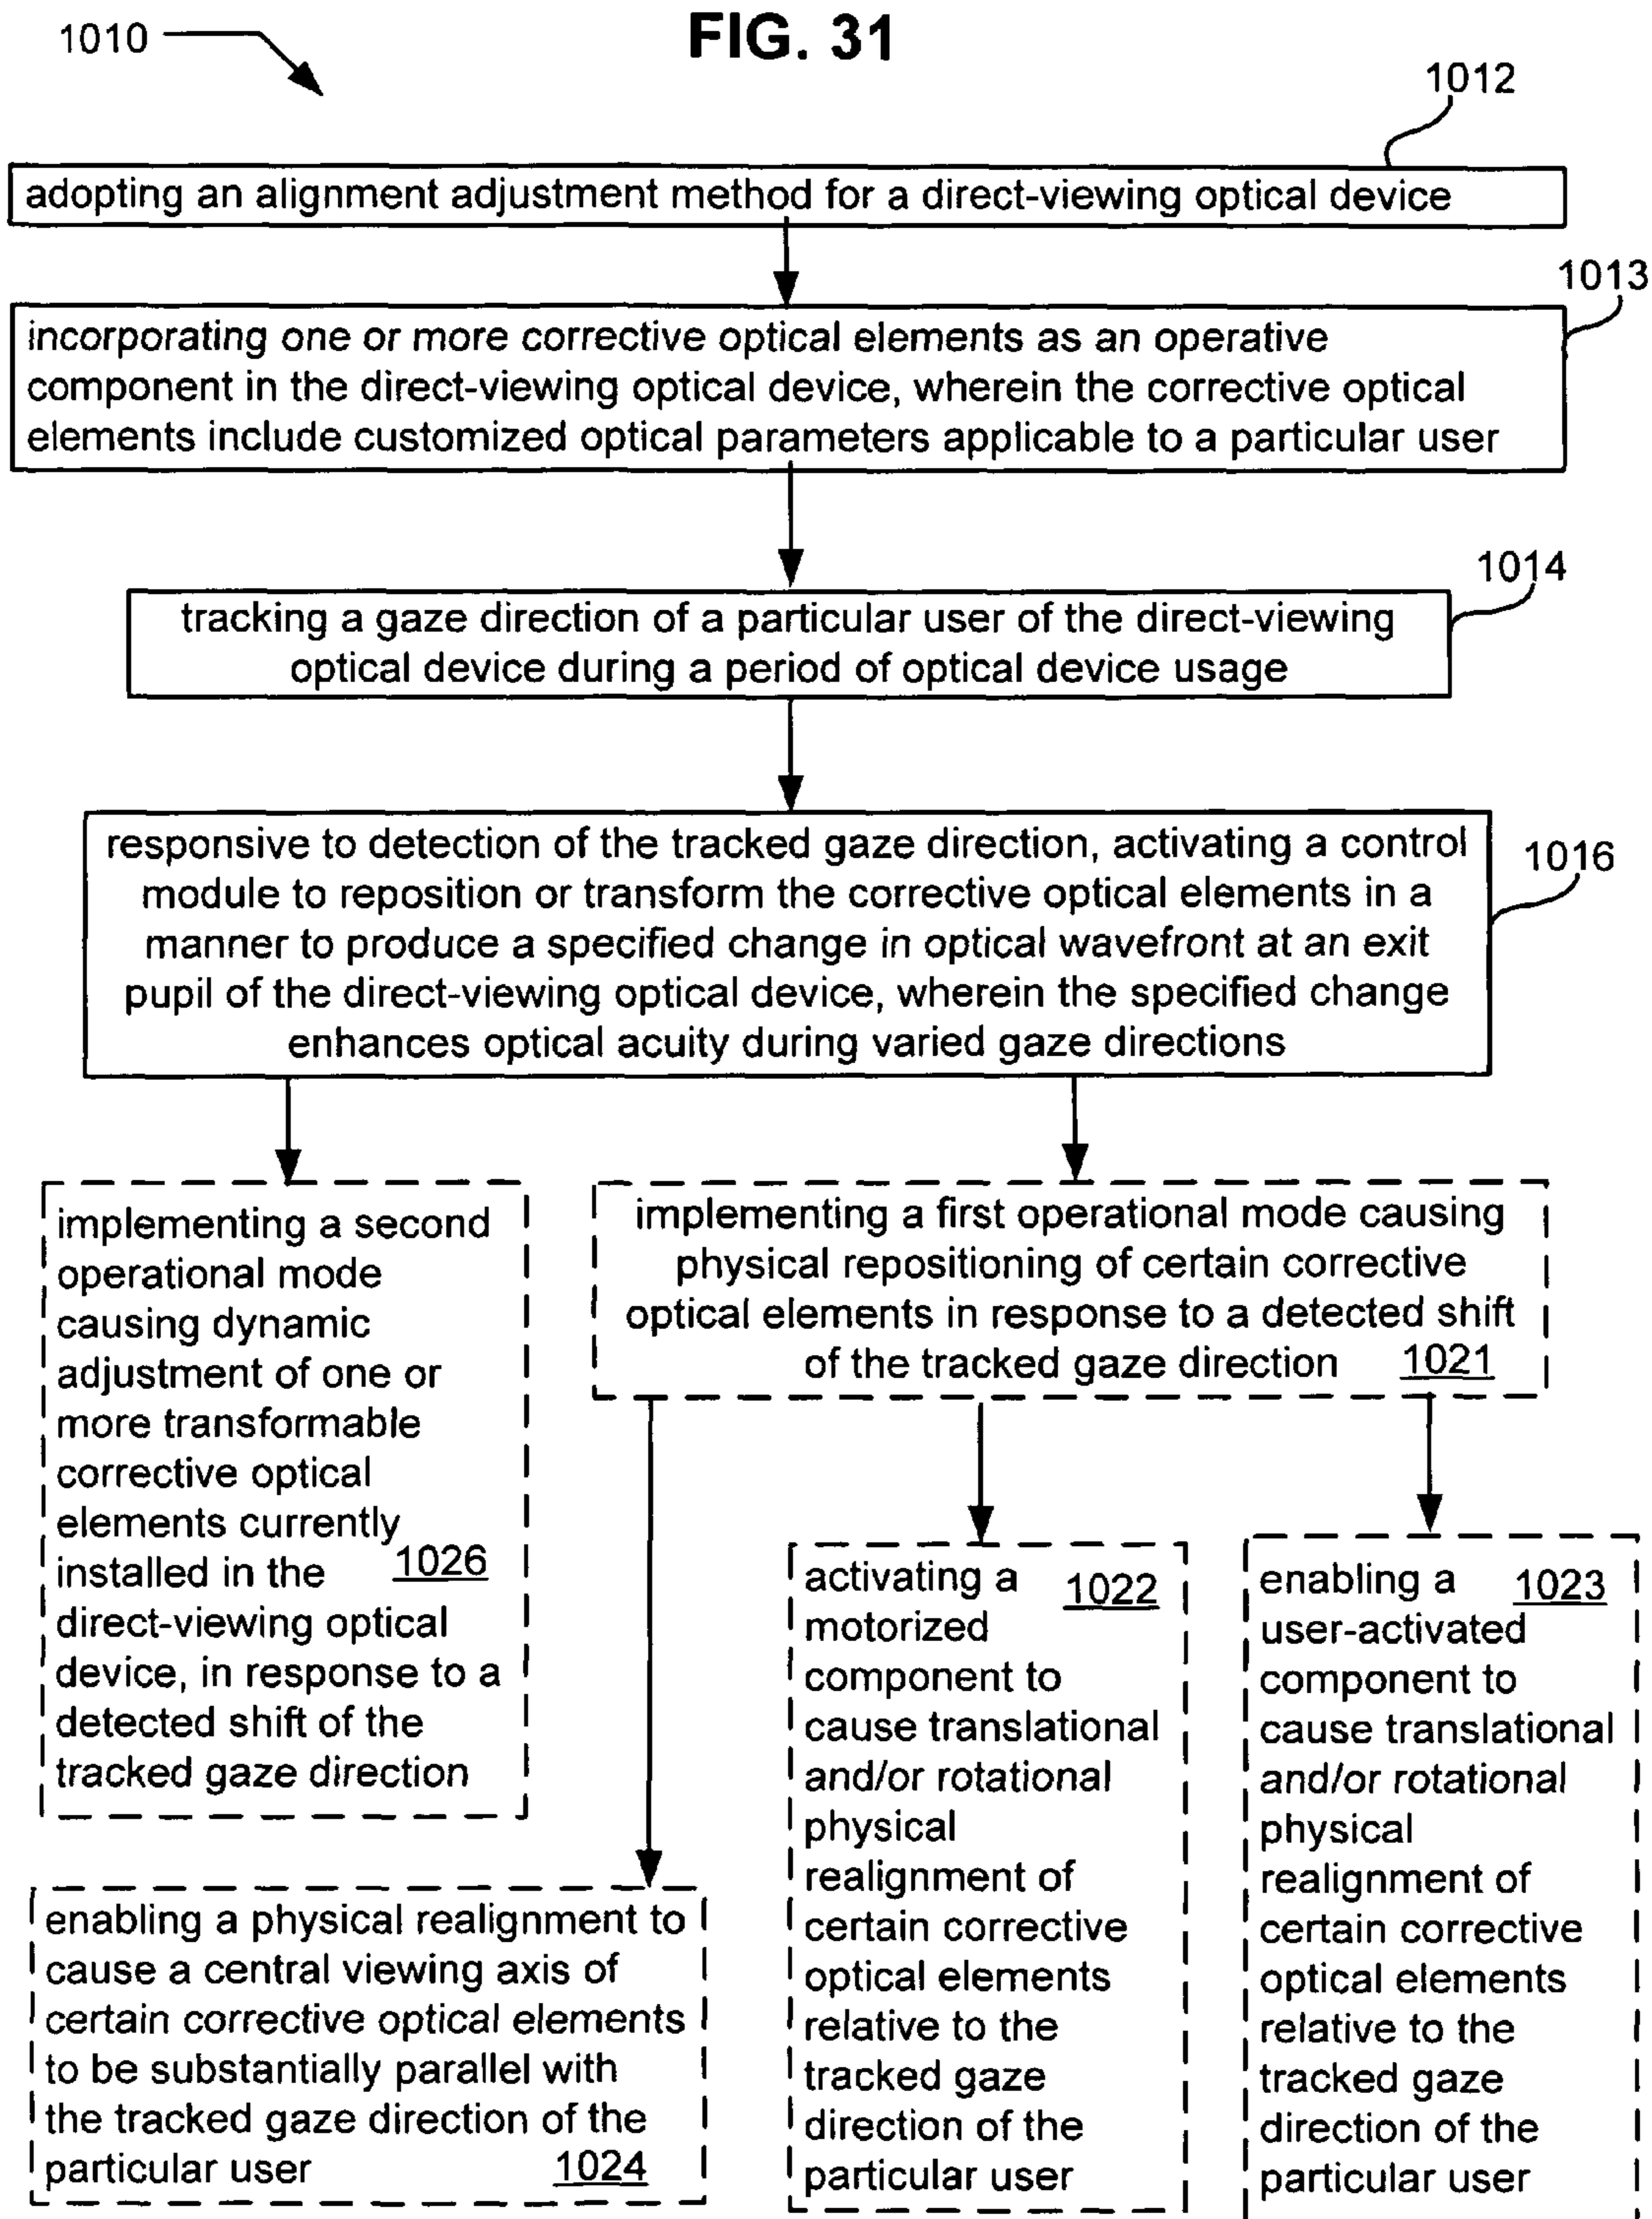 FIG. 31
1010
1012
adopting an alignment adjustment method for a direct-viewing optical device
1013
incorporating one or more corrective optical elements as an operative
component in the direct-viewing optical device, wherein the corrective optical
elements include customized optical parameters applicable to a particular user
1014
tracking a gaze direction of a particular user of the direct-viewing
optical device during a period of optical device usage
1016
responsive to detection of the tracked gaze direction, activating a control
module to reposition or transform the corrective optical elements in a
manner to produce a specified change in optical wavefront at an exit
pupil of the direct-viewing optical device, wherein the specified change
enhances optical acuity during varied gaze directions
implementing a second
operational mode
causing dynamic
adjustment of one or
more transformable
corrective optical
elements currently
installed in the 1026
direct-viewing optical
device, in response to a
detected shift of the
tracked gaze direction
implementing a first operational mode causing
physical repositioning of certain corrective
optical elements in response to a detected shift
of the tracked gaze direction 1021
enabling a physical realignment to
cause a central viewing axis of
certain corrective optical elements
to be substantially parallel with
the tracked gaze direction of the
particular user 1024
activating a 1022
motorized
component to
cause translational
and/or rotational
physical
realignment of
certain corrective
optical elements
relative to the
tracked gaze
direction of the
particular user
enabling a 1023
user-activated
component to
cause translational
and/or rotational
physical
realignment of
certain corrective
optical elements
relative to the
tracked gaze
direction of the
particular user